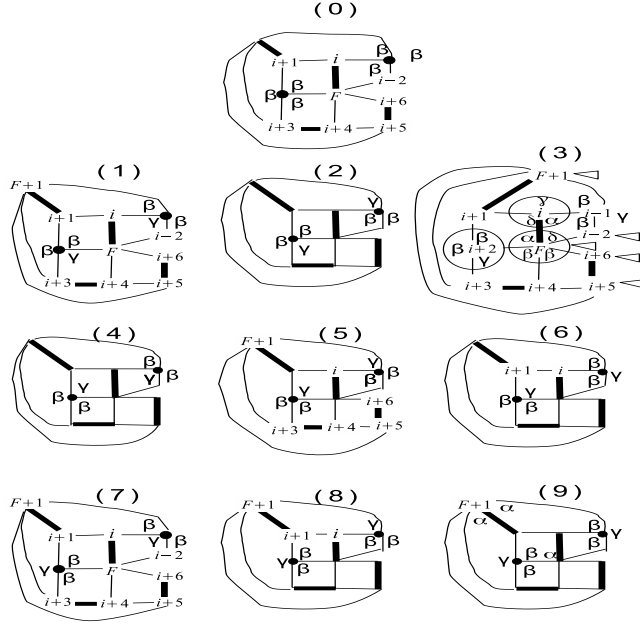 (0)
i+1 i β β
β
i−2
β
β F i+6
β
i+3 i+4 i+5
(1) (2) (3)
F+1
i+1 i β
γ β
β β
γ F i−2
i+6
i+3 i+4 i+5
γ
β
β
β
γ
F+1
i+1 γ β
i i−1 γ
δ α β
i−2
β α δ
β i+2 F i+6
γ β β
i+3 i+4 i+5
(4) (5) (6)
β
γ β
γ
β
β
F+1
i+1 i γ
β
β
γ
β i+6
β
i+3 i+4 i+5
i+1 i β
γ
β
γ
β
β
(7) (8) (9)
F+1
i+1 i β
γ β
β
γ F i−2
β i+6
i+3 i+4 i+5
F+1
i+1 i γ
β
β
β
γ
β
F+1 α
α
β
γ
β
β α
γ
β